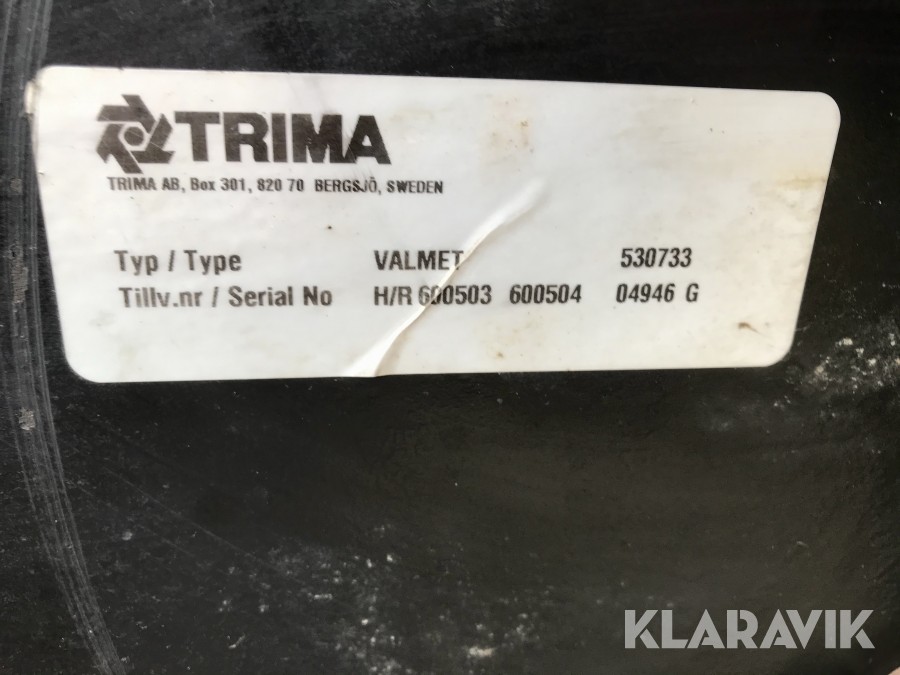 TRIMA
TRIMA AB, Box 301, 820 70 BERGSJÖ, SWEDEN
Typ / Type VALMET 530733
Tillv.nr / Serial No H/R 600503 600504 04946 G
KLARAVIK